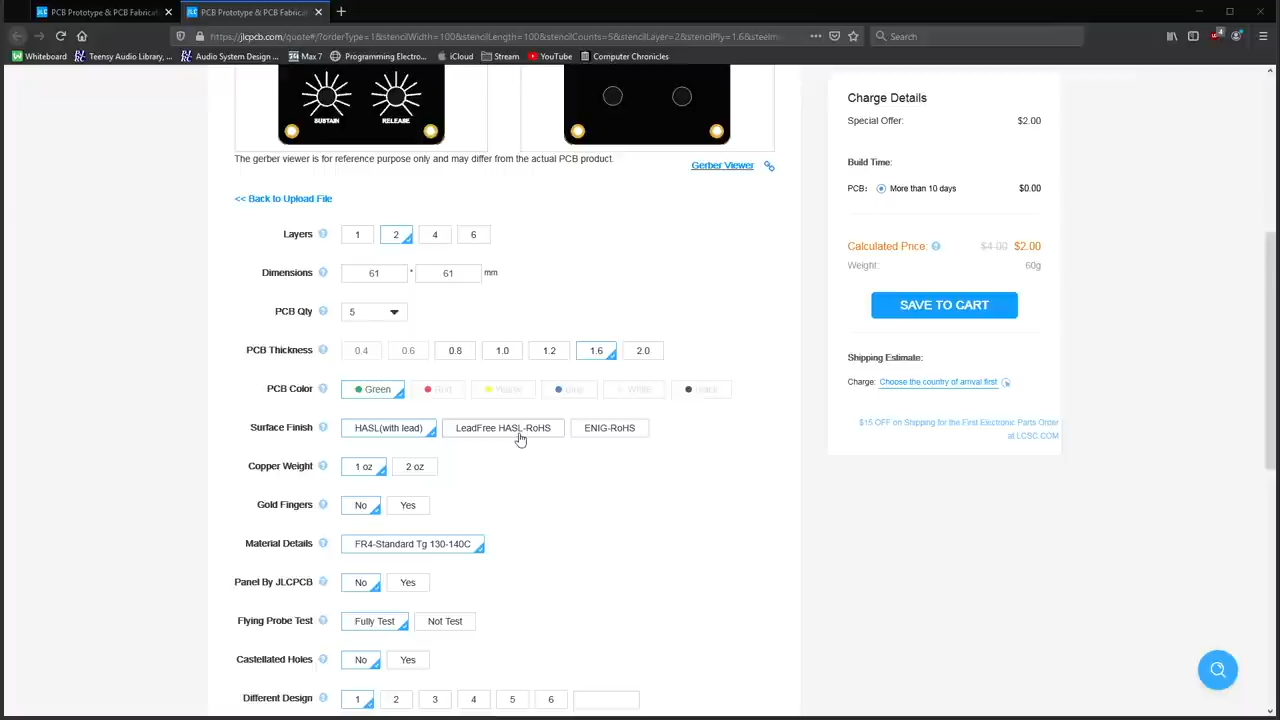 JLC PCB Prototype & PCB Fabrica JLC PCB Prototype & PCB Fabrica
https://jlcpcb.com/quote#/?orderType=1&stencilWidth=100&stencilLength=100&stencilCounts=5&stencilLayer=2&stencilPly=1.6&steelme Search
Whiteboard Teensy Audio Library, ... Audio System Design ... Max 7 Programming Electro... iCloud Stream YouTube Computer Chronicles
SUSTAIN RELEASE
The gerber viewer is for reference purpose only and may differ from the actual PCB product.
Gerber Viewer
<< Back to Upload File
Layers 1 2 4 6
Dimensions 61 * 61 mm
PCB Qty 5
PCB Thickness 0.4 0.6 0.8 1.0 1.2 1.6 2.0
PCB Color Green Red Yellow Blue White Black
Surface Finish HASL(with lead) LeadFree HASL-RoHS ENIG-RoHS
Copper Weight 1 oz 2 oz
Gold Fingers No Yes
Material Details FR4-Standard Tg 130-140C
Panel By JLCPCB No Yes
Flying Probe Test Fully Test Not Test
Castellated Holes No Yes
Different Design 1 2 3 4 5 6
Charge Details
Special Offer: $2.00
Build Time:
PCB: More than 10 days $0.00
Calculated Price: $4.00 $2.00
Weight: 60g
SAVE TO CART
Shipping Estimate:
Charge: Choose the country of arrival first
$15 OFF on Shipping for the First Electronic Parts Order
at LCSC.COM